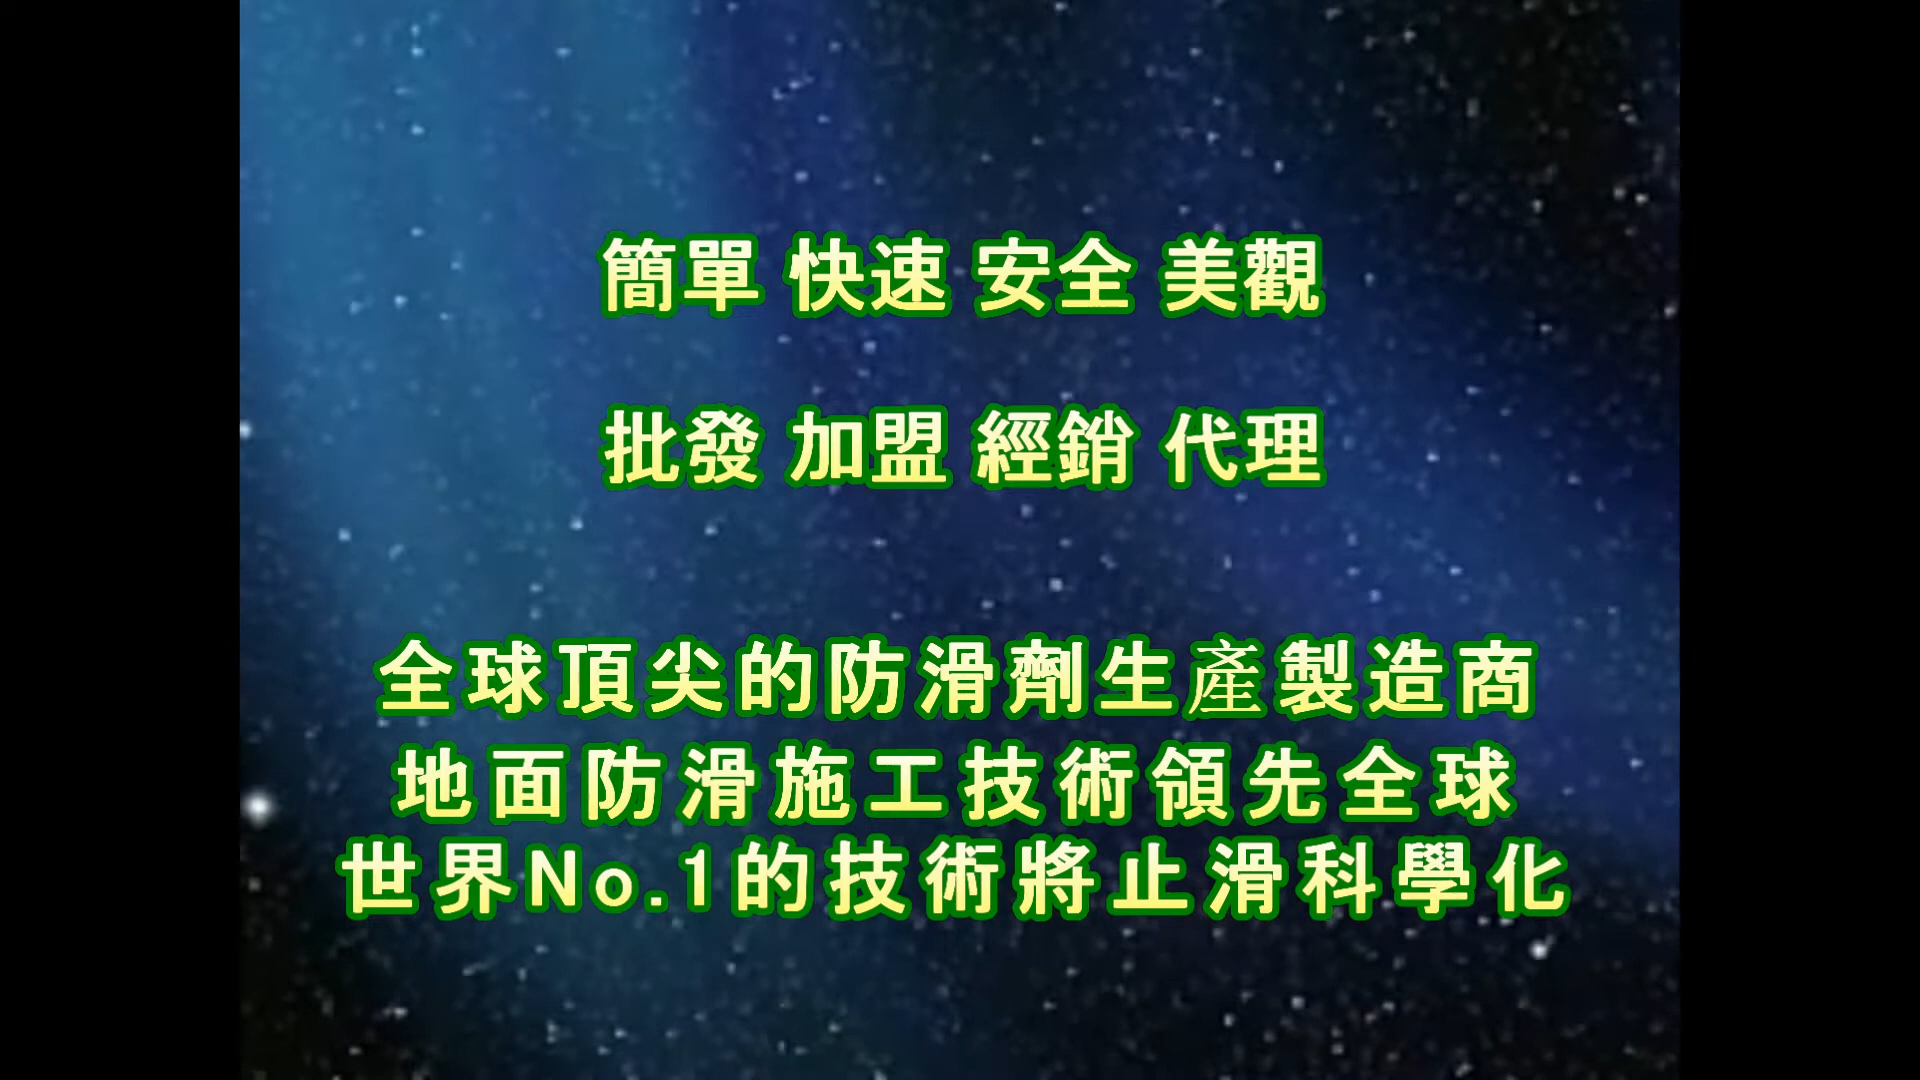 簡單 快速 安全 美觀
批發 加盟 經銷 代理
全球頂尖的防滑劑生產製造商
地面防滑施工技術領先全球
世界No.1的技術將止滑科學化